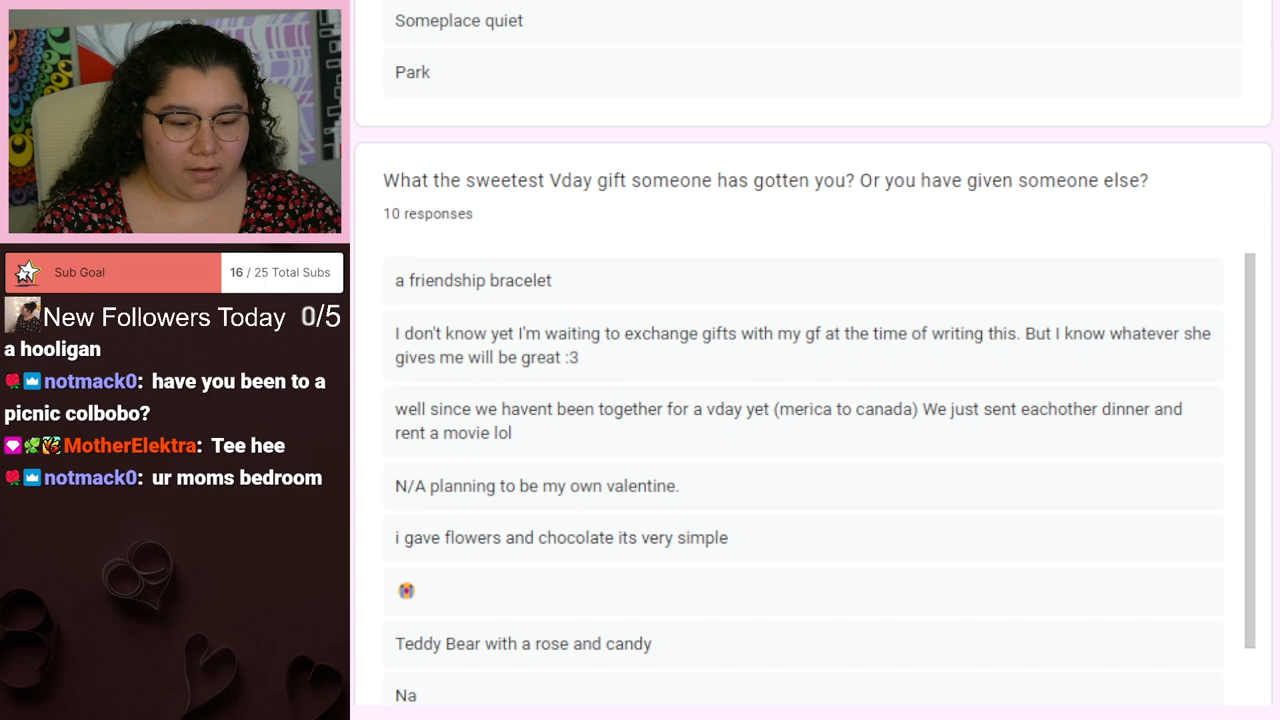 Someplace quiet
Park
What the sweetest Vday gift someone has gotten you? Or you have given someone else?
10 responses
a friendship bracelet
I don't know yet I'm waiting to exchange gifts with my gf at the time of writing this. But I know whatever she
gives me will be great :3
well since we havent been together for a vday yet (merica to canada) We just sent eachother dinner and
rent a movie lol
N/A planning to be my own valentine.
i gave flowers and chocolate its very simple
😭
Teddy Bear with a rose and candy
Na
Sub Goal
16 / 25 Total Subs
New Followers Today 0/5
a hooligan
notmack0: have you been to a
picnic colbobo?
MotherElektra: Tee hee
notmack0: ur moms bedroom